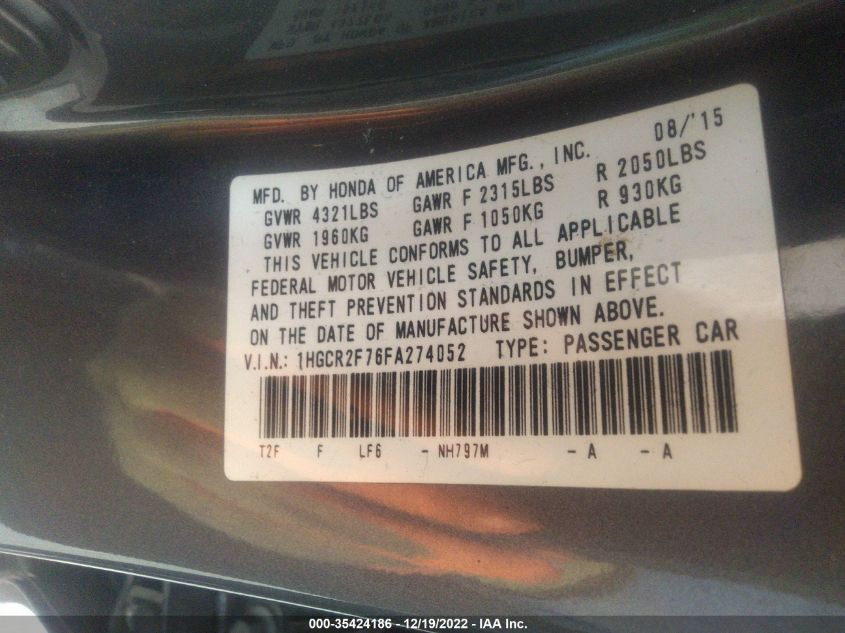 08/'15
MFD. BY HONDA OF AMERICA MFG., INC.
GVWR 4321LBS GAWR F 2315LBS R 2050LBS
GVWR 1960KG GAWR F 1050KG R 930KG
THIS VEHICLE CONFORMS TO ALL APPLICABLE
FEDERAL MOTOR VEHICLE SAFETY, BUMPER,
AND THEFT PREVENTION STANDARDS IN EFFECT
ON THE DATE OF MANUFACTURE SHOWN ABOVE.
V.I.N.: 1HGCR2F76FA274052 TYPE: PASSENGER CAR
T2F F LF6 - NH797M - A - A
000-35424186 - 12/19/2022 - IAA Inc.